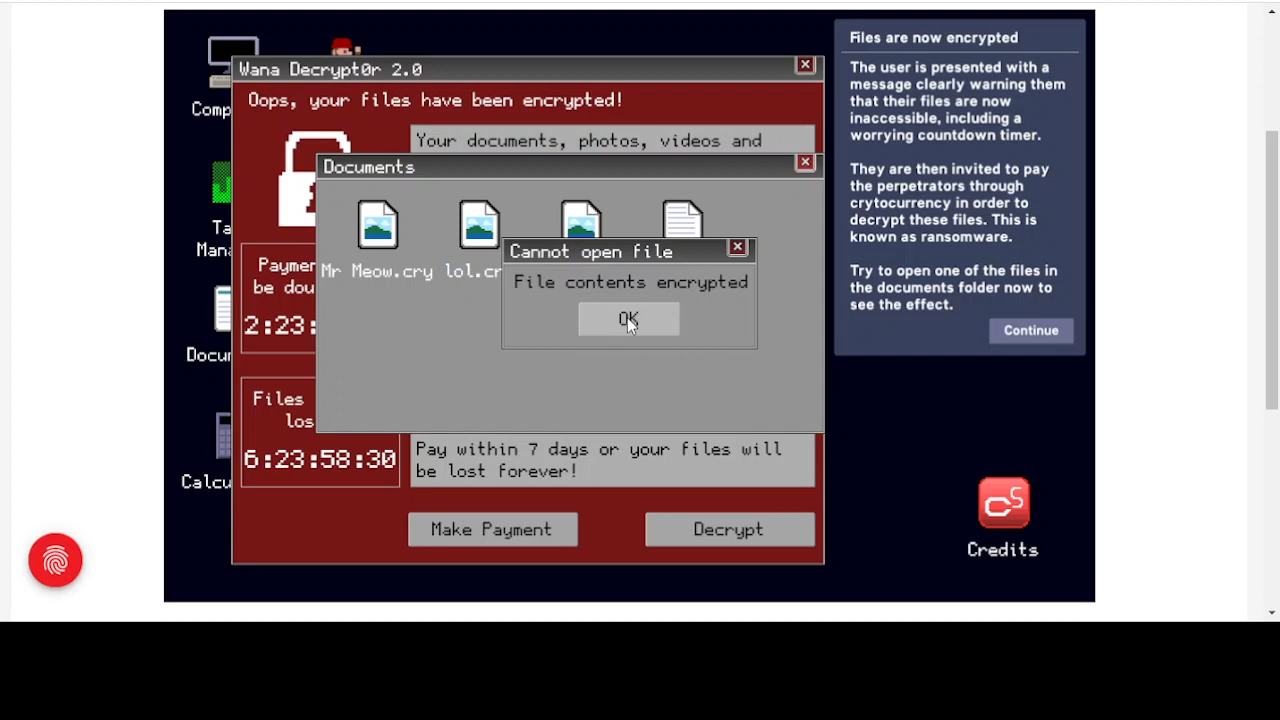 Files are now encrypted
The user is presented with a
message clearly warning them
that their files are now
inaccessible, including a
worrying countdown timer.
They are then invited to pay
the perpetrators through
crytocurrency in order to
decrypt these files. This is
known as ransomware.
Try to open one of the files in
the documents folder now to
see the effect.
Continue
Wana Decrypt0r 2.0
Oops, your files have been encrypted!
Your documents, photos, videos and
Documents
Mr Meow.cry
lol.cr
Cannot open file
File contents encrypted
OK
Comp
Ta
Mana
Docum
Calcu
Paymen
be dou
2:23:
Files
los
6:23:58:30
Pay within 7 days or your files will
be lost forever!
Make Payment
Decrypt
CS
Credits